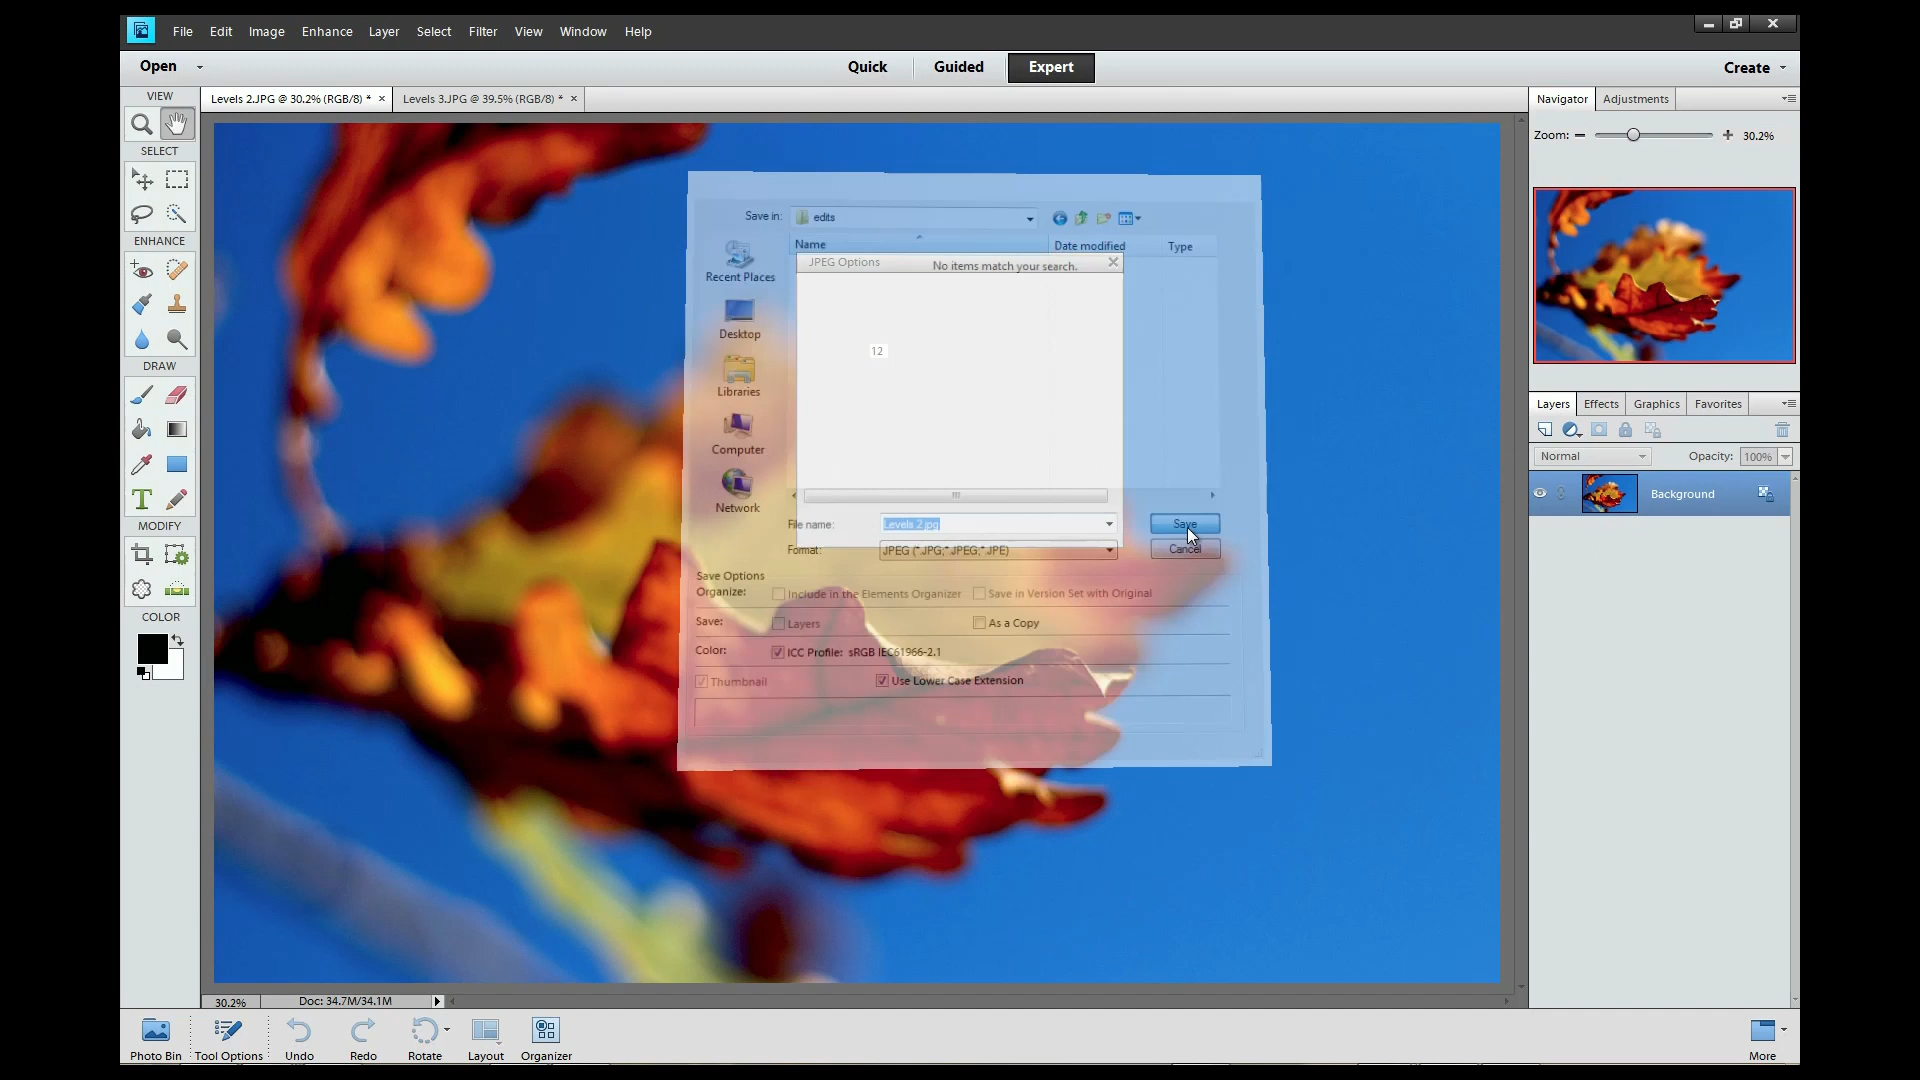 File Edit Image Enhance Layer Select Filter View Window Help
Open Quick Guided Expert Create
VIEW
Levels 2.JPG @ 30.2% (RGB/8) * × Levels 3.JPG @ 39.5% (RGB/8) * ×
Navigator Adjustments
Zoom: 30.2%
SELECT
ENHANCE
DRAW
MODIFY
COLOR
Save in: edits
Name Date modified Type
JPEG Options
No items match your search.
12
Recent Places
Desktop
Libraries
Computer
Network
File name: Levels 2.jpg Save
Format: JPEG (*.JPG;*.JPEG;*.JPE) Cancel
Save Options
Organize: Include in the Elements Organizer Save in Version Set with Original
Save: Layers As a Copy
Color: ICC Profile: sRGB IEC61966-2.1
Thumbnail Use Lower Case Extension
Layers Effects Graphics Favorites
Normal Opacity: 100%
Background
30.2% Doc: 34.7M/34.1M
Photo Bin Tool Options Undo Redo Rotate Layout Organizer More